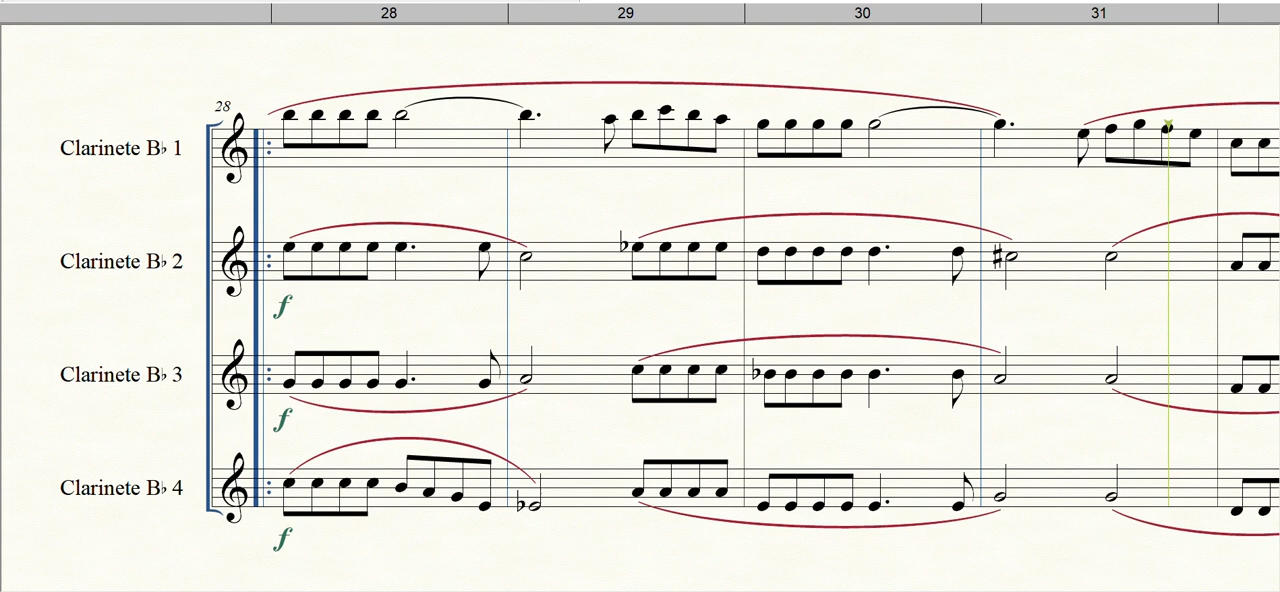 28 29 30 31
28
Clarinete B♭ 1
Clarinete B♭ 2
f
Clarinete B♭ 3
f
Clarinete B♭ 4
f